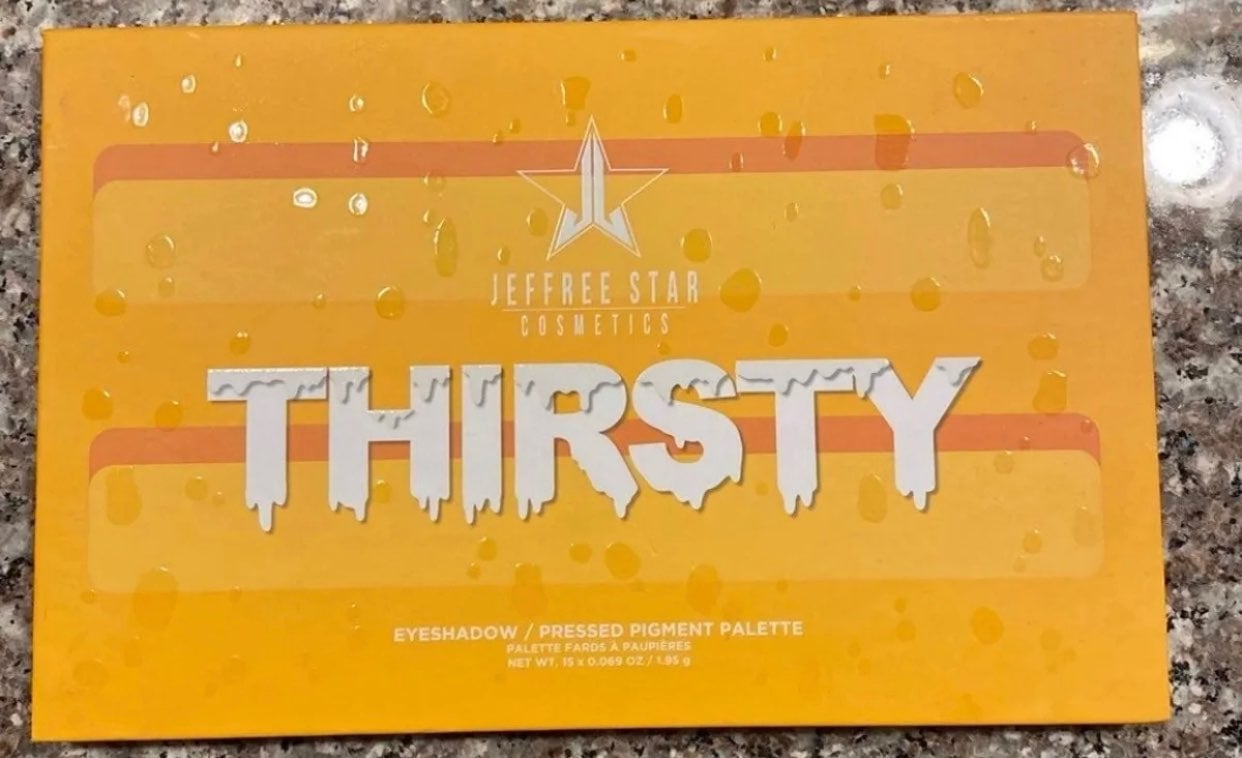 JEFFREE STAR
COSMETICS
THIRSTY
EYESHADOW / PRESSED PIGMENT PALETTE
PALETTE FARDS À PAUPIÈRES
NET WT. 15 x 0.069 OZ / 1.95 g